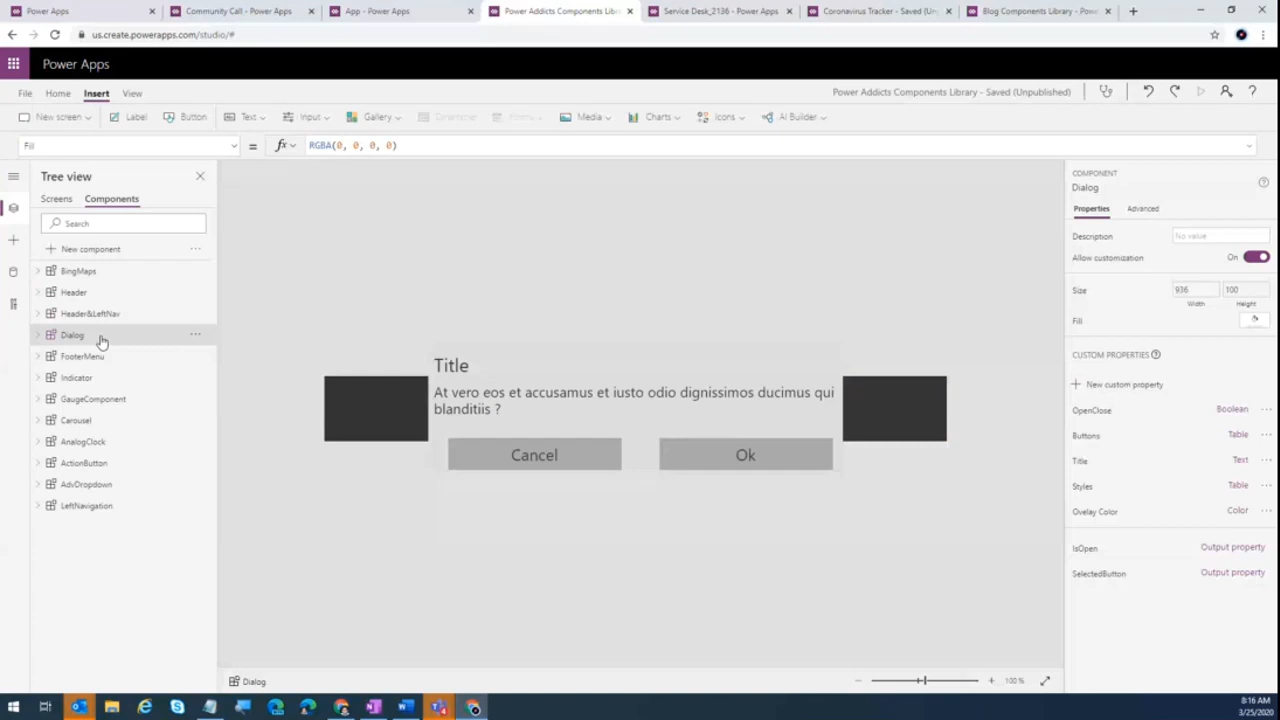 Power Apps
Community Call - Power Apps
App - Power Apps
Power Addicts Components Libr
Service Desk_2136 - Power Apps
Coronavirus Tracker - Saved (Un
Blog Components Library - Pow
us.create.powerapps.com/studio/#
Power Apps
File Home Insert View
Power Addicts Components Library - Saved (Unpublished)
New screen Label Button Text Input Gallery Media Charts Icons AI Builder
Fill = fx RGBA(0, 0, 0, 0)
Tree view
Screens Components
Search
New component
BingMaps
Header
Header&LeftNav
Dialog
FooterMenu
Indicator
GaugeComponent
Carousel
AnalogClock
ActionButton
AdvDropdown
LeftNavigation
Title
At vero eos et accusamus et iusto odio dignissimos ducimus qui
blanditiis ?
Cancel Ok
Dialog
100 %
COMPONENT
Dialog
Properties Advanced
Description No value
Allow customization On
Size 936 100
Width Height
Fill
CUSTOM PROPERTIES
New custom property
OpenClose Boolean
Buttons Table
Title Text
Styles Table
Ovelay Color Color
IsOpen Output property
SelectedButton Output property
8:16 AM
3/25/2020